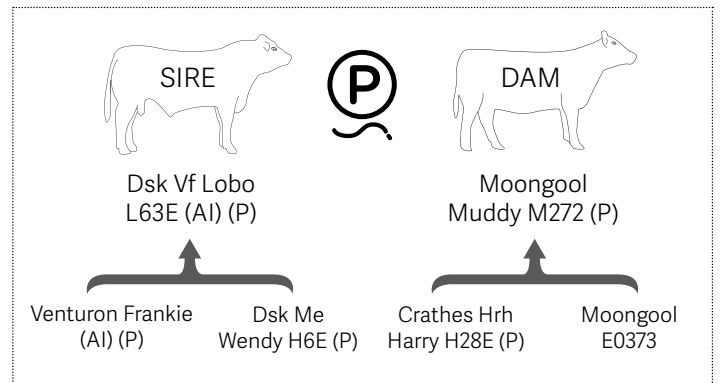 SIRE
P
DAM
Dsk Vf Lobo
L63E (AI) (P)
Moongool
Muddy M272 (P)
Venturon Frankie
(AI) (P)
Dsk Me
Wendy H6E (P)
Crathes Hrh
Harry H28E (P)
Moongool
E0373